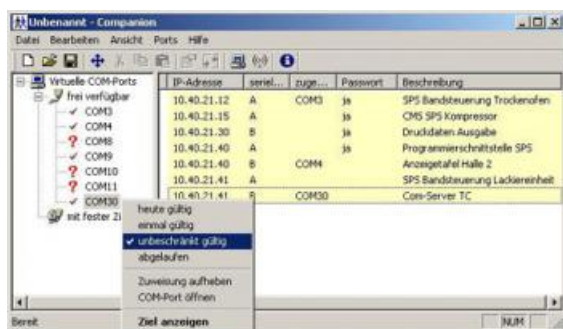 Unbenannt - Companion
Datei Bearbeiten Ansicht Ports Hilfe
Virtuelle COM-Ports
frei verfügbar
COM3
COM4
COM8
COM9
COM10
COM11
COM30
mit fester
IP-Adresse seriel... zuge... Passwort Beschreibung
10.40.21.12 A COM3 ja SPS Bandsteuerung Trockenofen
10.40.21.15 A ja CMS SPS Kompressor
10.40.21.30 B ja Druckdaten Ausgabe
10.40.21.40 A ja Programmierschnittstelle SPS
10.40.21.40 B COM4 Anzeigetafel Halle 2
10.40.21.41 A SPS Bandsteuerung Lackiereinheit
10.40.21.41 B COM30 Com-Server TC
heute gültig
einmal gültig
unbeschränkt gültig
abgelaufen
Zuweisung aufheben
COM-Port öffnen
Ziel anzeigen
Bereit NUM